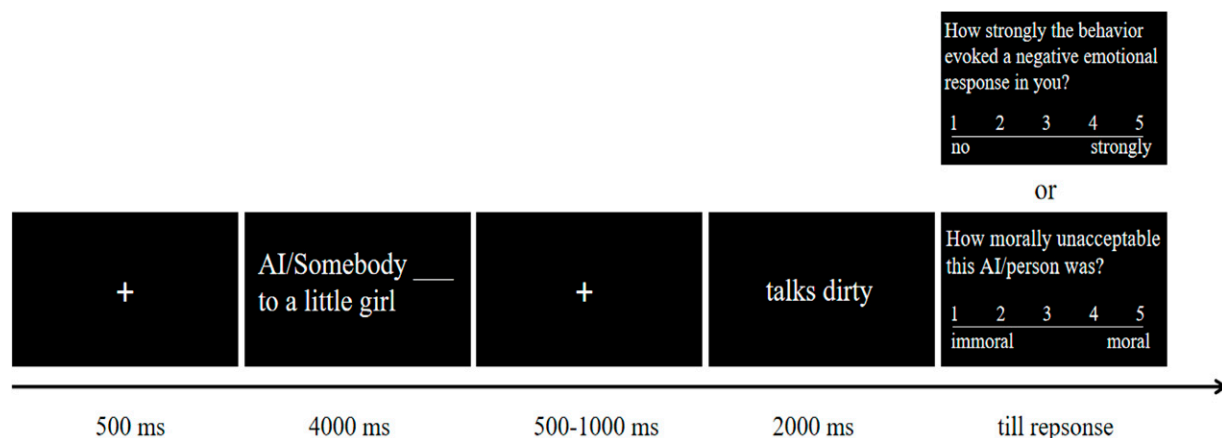 How strongly the behavior
evoked a negative emotional
response in you?
1 2 3 4 5
no strongly
or
+
AI/Somebody ___
to a little girl
+
talks dirty
How morally unacceptable
this AI/person was?
1 2 3 4 5
immoral moral
500 ms 4000 ms 500-1000 ms 2000 ms till repsonse